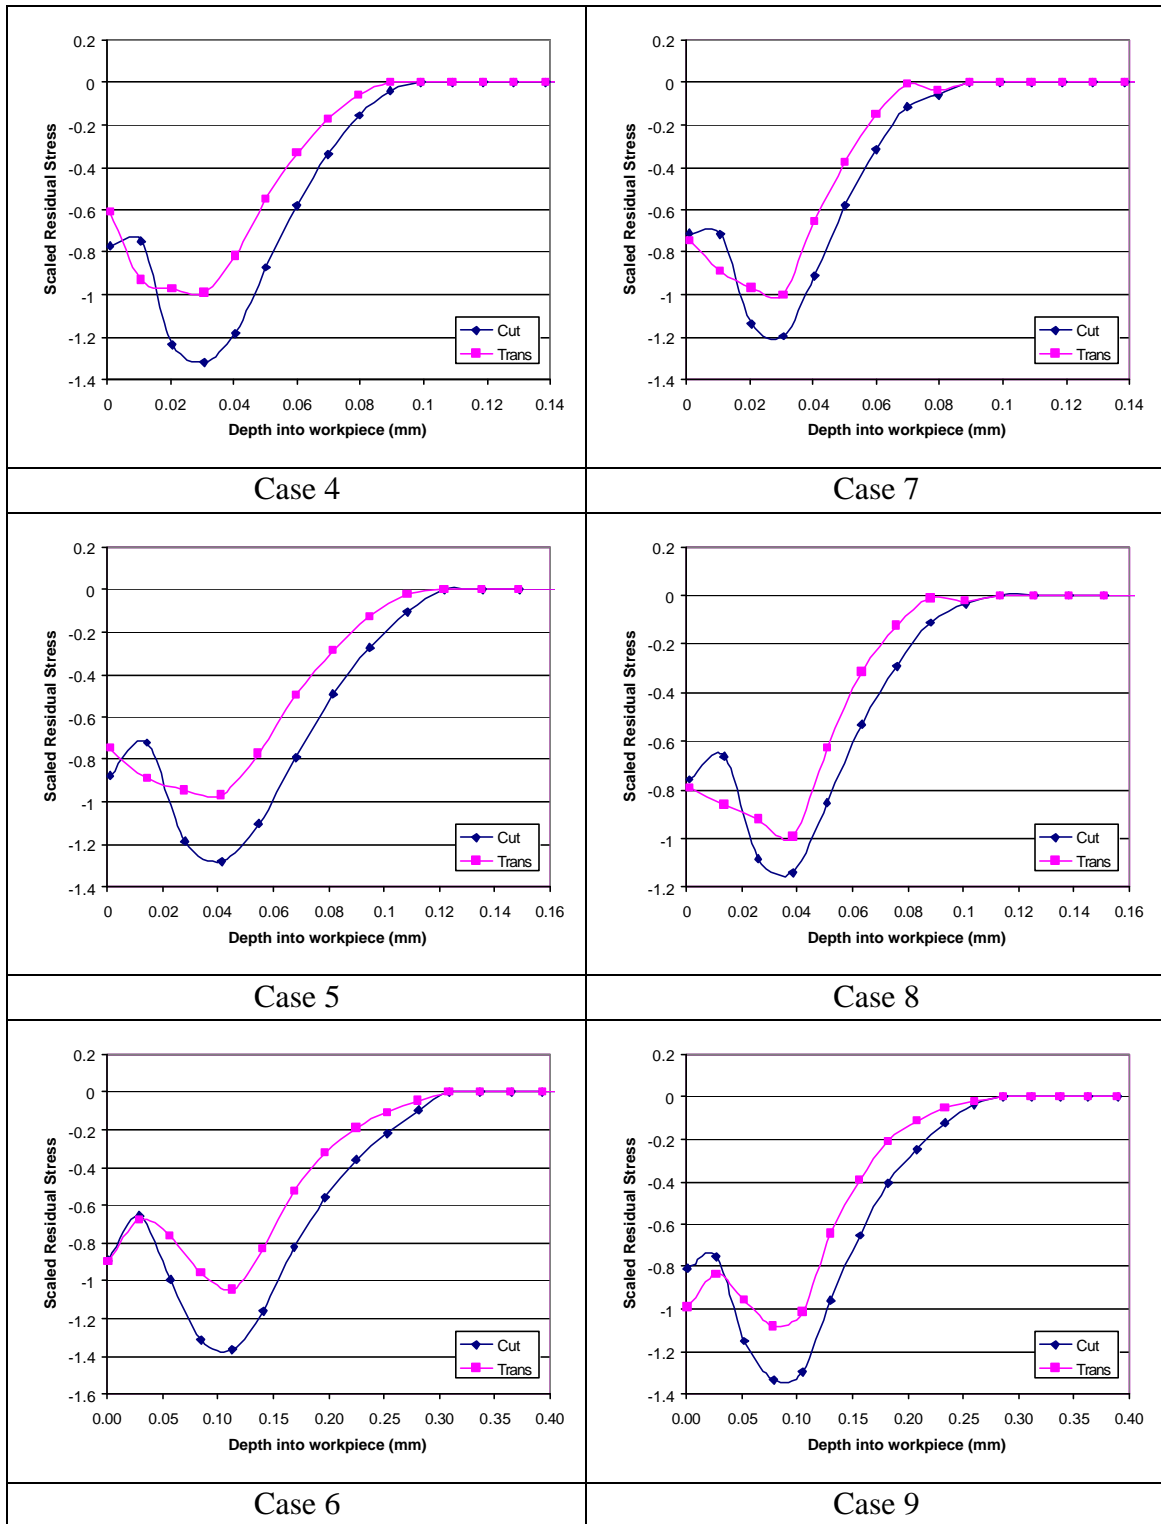 0.2
0
-0.2
-0.4
-0.6
-0.8
-1
-1.2
-1.4
Scaled Residual Stress
Cut
Trans
0 0.02 0.04 0.06 0.08 0.1 0.12 0.14
Depth into workpiece (mm)
Case 4
0.2
0
-0.2
-0.4
-0.6
-0.8
-1
-1.2
-1.4
Scaled Residual Stress
Cut
Trans
0 0.02 0.04 0.06 0.08 0.1 0.12 0.14
Depth into workpiece (mm)
Case 7
0.2
0
-0.2
-0.4
-0.6
-0.8
-1
-1.2
-1.4
Scaled Residual Stress
Cut
Trans
0 0.02 0.04 0.06 0.08 0.1 0.12 0.14 0.16
Depth into workpiece (mm)
Case 5
0.2
0
-0.2
-0.4
-0.6
-0.8
-1
-1.2
Scaled Residual Stress
Cut
Trans
0 0.02 0.04 0.06 0.08 0.1 0.12 0.14 0.16
Depth into workpiece (mm)
Case 8
0.2
0
-0.2
-0.4
-0.6
-0.8
-1
-1.2
-1.4
-1.6
Scaled Residual Stress
Cut
Trans
0.00 0.05 0.10 0.15 0.20 0.25 0.30 0.35 0.40
Depth into workpiece (mm)
Case 6
0.2
0
-0.2
-0.4
-0.6
-0.8
-1
-1.2
-1.4
Scaled Residual Stress
Cut
Trans
0.00 0.05 0.10 0.15 0.20 0.25 0.30 0.35 0.40
Depth into workpiece (mm)
Case 9